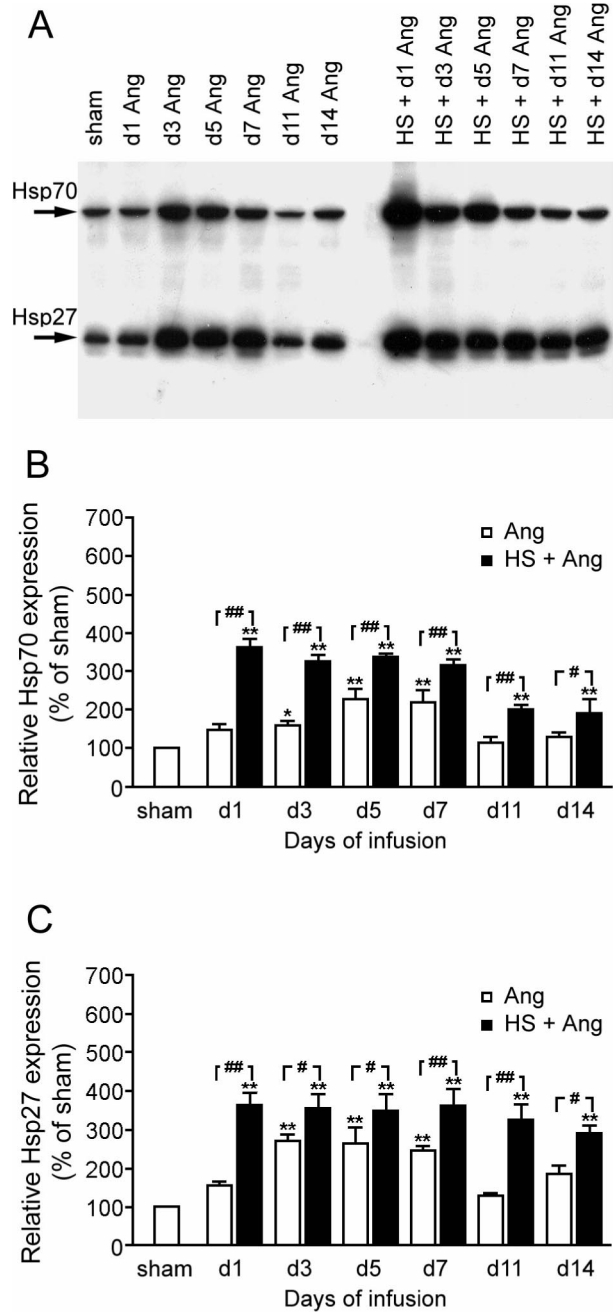 A
sham
d1 Ang
d3 Ang
d5 Ang
d7 Ang
d11 Ang
d14 Ang
HS + d1 Ang
HS + d3 Ang
HS + d5 Ang
HS + d7 Ang
HS + d11 Ang
HS + d14 Ang
Hsp70
Hsp27
B
Relative Hsp70 expression
(% of sham)
700
600
500
400
300
200
100
0
Ang
HS + Ang
## ## ## ## ## #
** ** ** ** ** **
* ** **
sham d1 d3 d5 d7 d11 d14
Days of infusion
C
Relative Hsp27 expression
(% of sham)
700
600
500
400
300
200
100
0
Ang
HS + Ang
## # # ## ## #
** ** ** ** ** **
** ** **
sham d1 d3 d5 d7 d11 d14
Days of infusion